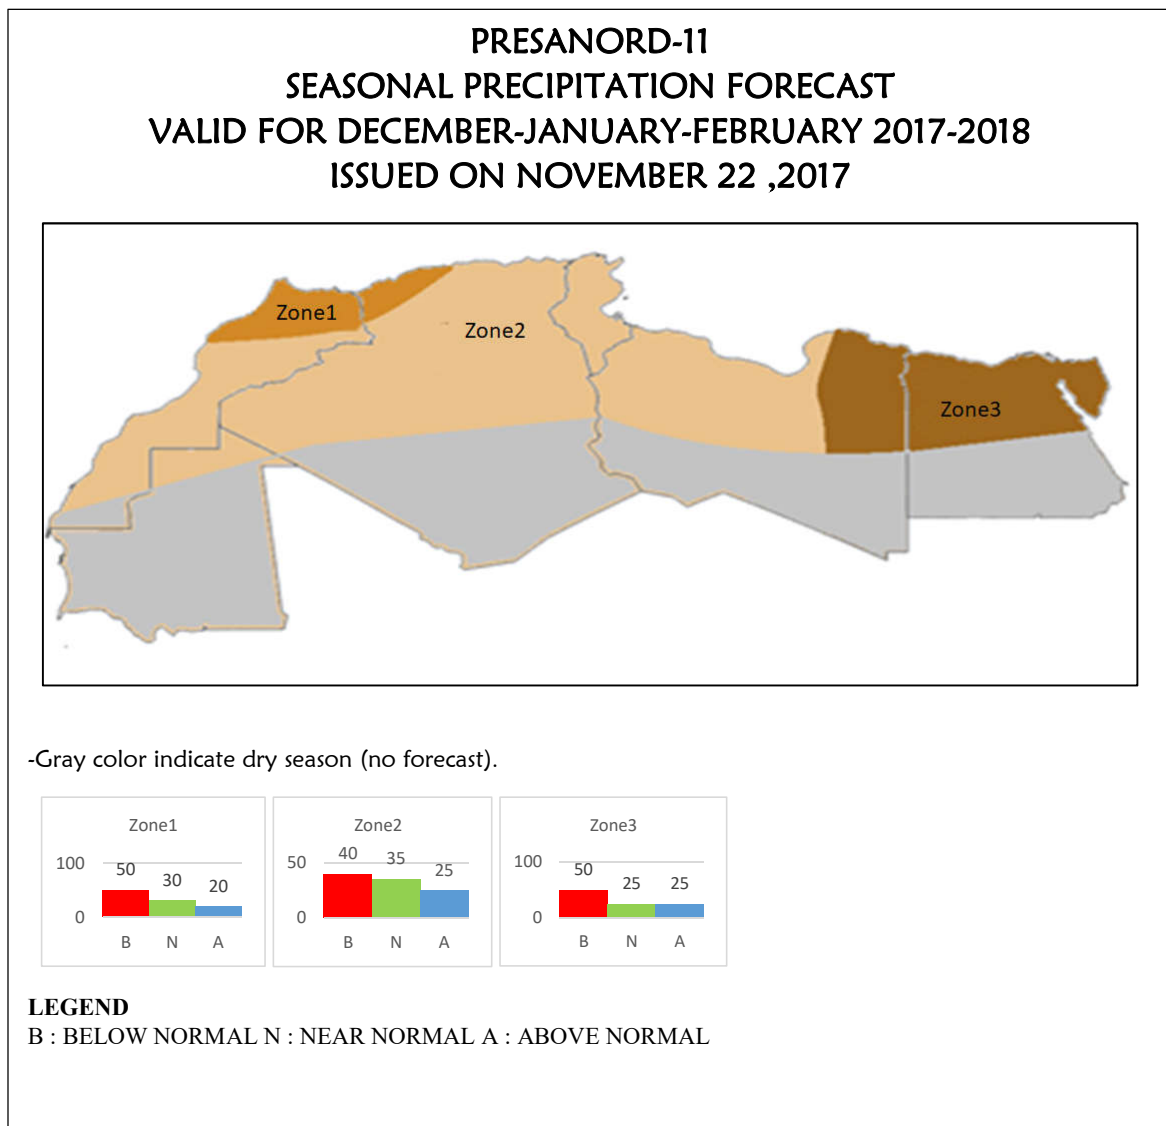 PRESANORD-11
SEASONAL PRECIPITATION FORECAST
VALID FOR DECEMBER-JANUARY-FEBRUARY 2017-2018
ISSUED ON NOVEMBER 22 ,2017
Zone1
Zone2
Zone3
-Gray color indicate dry season (no forecast).
Zone1
100
0
50
30
20
B N A
Zone2
50
0
40
35
25
B N A
Zone3
100
0
50
25
25
B N A
LEGEND
B : BELOW NORMAL N : NEAR NORMAL A : ABOVE NORMAL